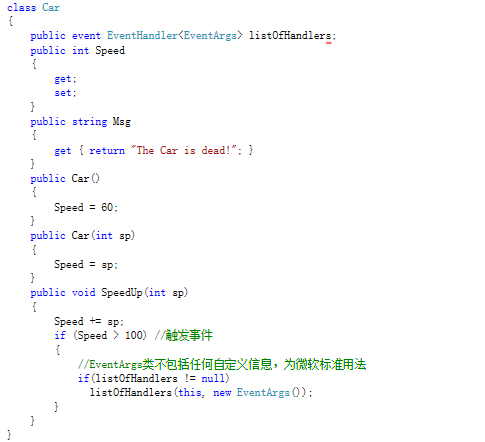 class Car
{
    public event EventHandler<EventArgs> listOfHandlers;
    public int Speed
    {
        get;
        set;
    }
    public string Msg
    {
        get { return "The Car is dead!"; }
    }
    public Car()
    {
        Speed = 60;
    }
    public Car(int sp)
    {
        Speed = sp;
    }
    public void SpeedUp(int sp)
    {
        Speed += sp;
        if (Speed > 100) //触发事件
        {
            //EventArgs类不包括任何自定义信息，为微软标准用法
            if(listOfHandlers != null)
              listOfHandlers(this, new EventArgs());
        }
    }
}